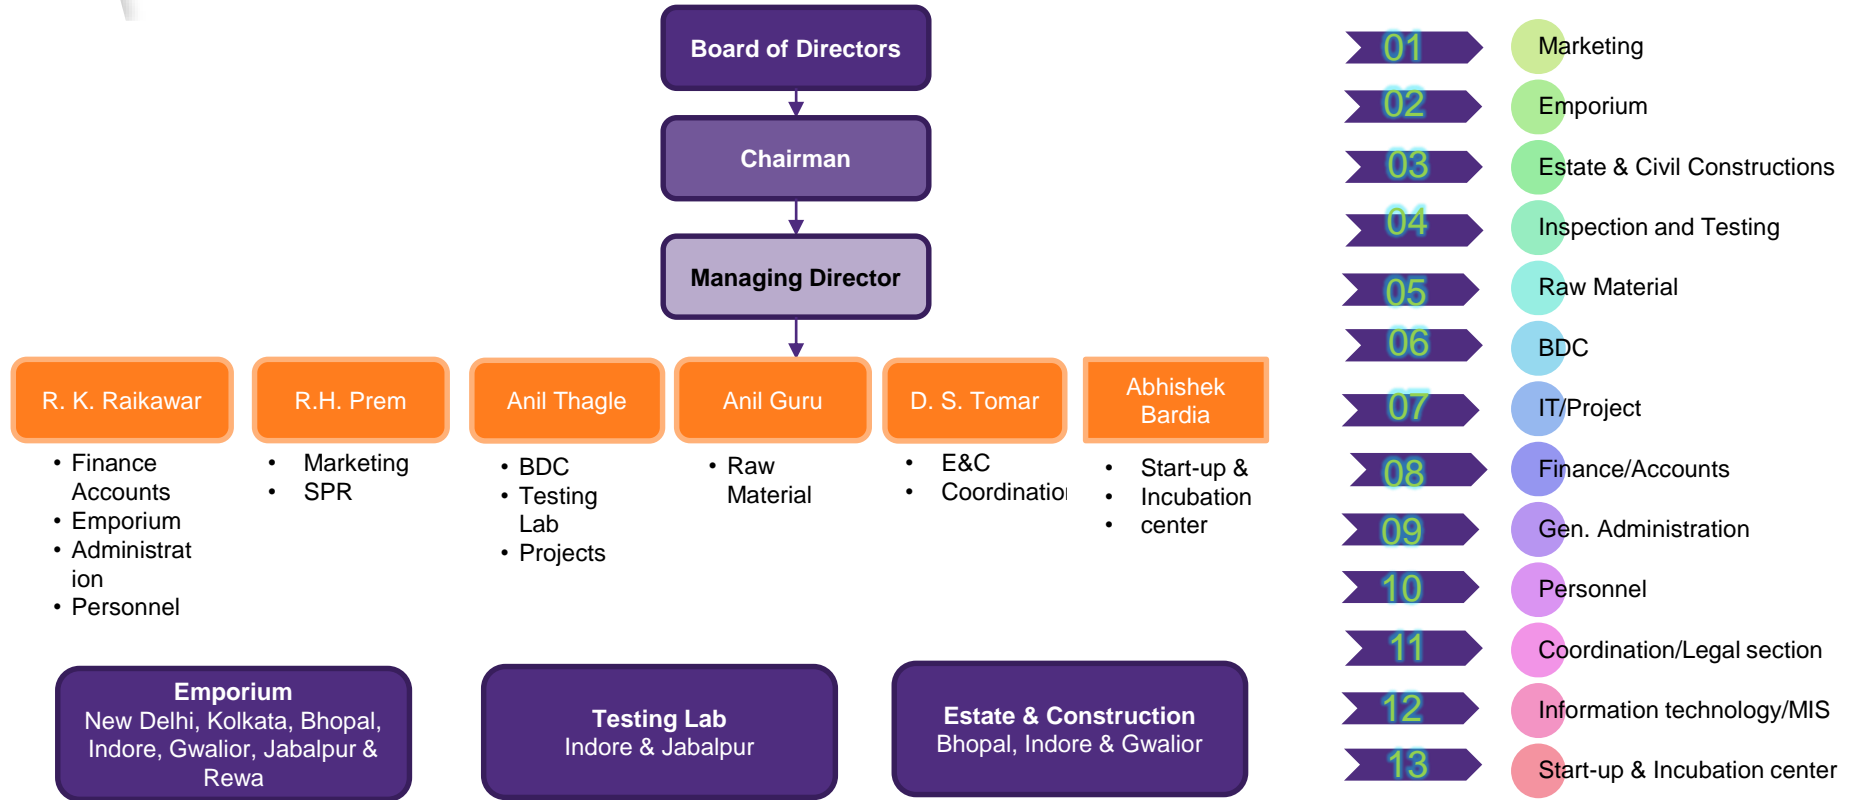 Board of Directors
Chairman
Managing Director
R. K. Raikawar
• Finance
Accounts
• Emporium
• Administrat
ion
• Personnel
R.H. Prem
• Marketing
• SPR
Anil Thagle
• BDC
• Testing
Lab
• Projects
Anil Guru
• Raw
Material
D. S. Tomar
• E&C
• Coordination
Abhishek
Bardia
• Start-up &
• Incubation
• center
Emporium
New Delhi, Kolkata, Bhopal,
Indore, Gwalior, Jabalpur &
Rewa
Testing Lab
Indore & Jabalpur
Estate & Construction
Bhopal, Indore & Gwalior
01 Marketing
02 Emporium
03 Estate & Civil Constructions
04 Inspection and Testing
05 Raw Material
06 BDC
07 IT/Project
08 Finance/Accounts
09 Gen. Administration
10 Personnel
11 Coordination/Legal section
12 Information technology/MIS
13 Start-up & Incubation center